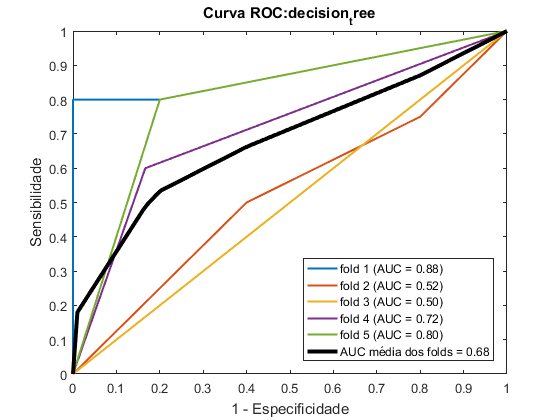 Curva ROC:decision_tree
1
0.9
0.8
0.7
0.6
0.5
0.4
0.3
0.2
0.1
0
Sensibilidade
fold 1 (AUC = 0.88)
fold 2 (AUC = 0.52)
fold 3 (AUC = 0.50)
fold 4 (AUC = 0.72)
fold 5 (AUC = 0.80)
AUC média dos folds = 0.68
0 0.1 0.2 0.3 0.4 0.5 0.6 0.7 0.8 0.9 1
1 - Especificidade